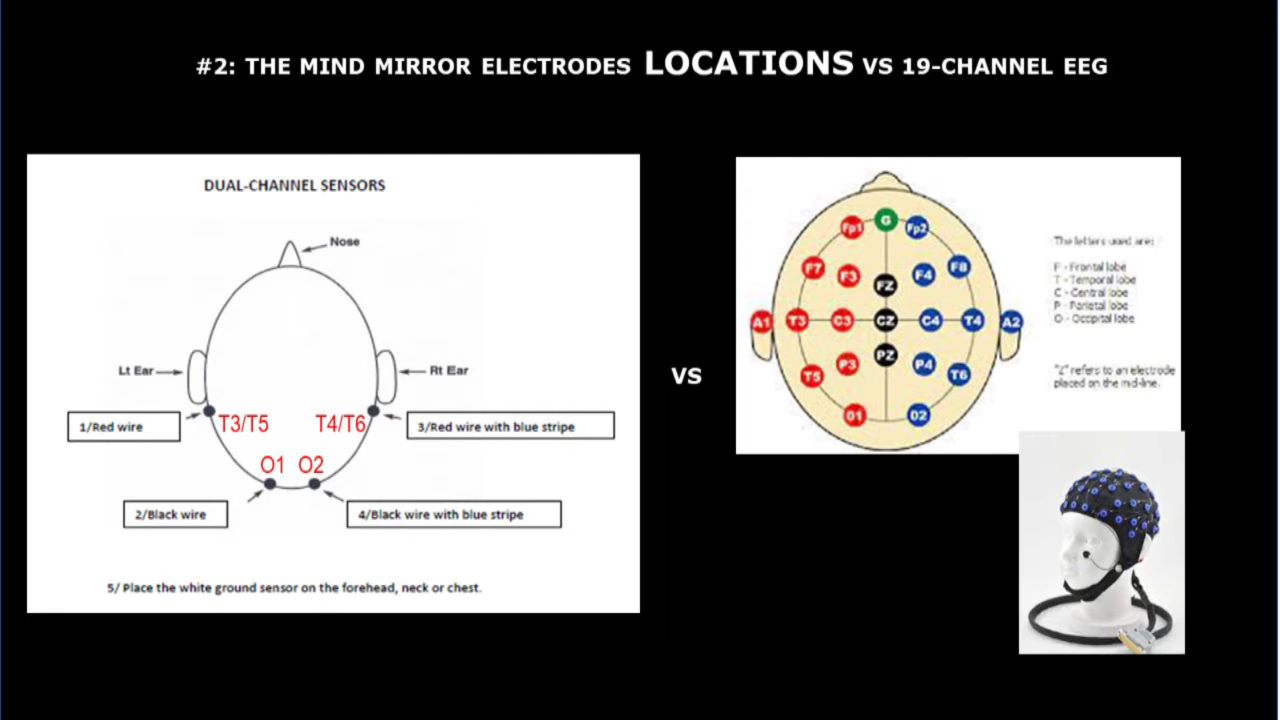 #2: THE MIND MIRROR ELECTRODES LOCATIONS VS 19-CHANNEL EEG
DUAL-CHANNEL SENSORS
Nose
Lt Ear
Rt Ear
1/Red wire
T3/T5
T4/T6
3/Red wire with blue stripe
O1
O2
2/Black wire
4/Black wire with blue stripe
5/ Place the white ground sensor on the forehead, neck or chest.
VS
Fp1
G
Fp2
F7
F3
FZ
F4
F8
A1
T3
C3
CZ
C4
T4
A2
T5
P3
PZ
P4
T6
O1
O2
The letters used are:
F - Frontal lobe
T - Temporal lobe
C - Central lobe
P - Parietal lobe
O - Occipital lobe
"Z" refers to an electrode
placed on the mid-line.